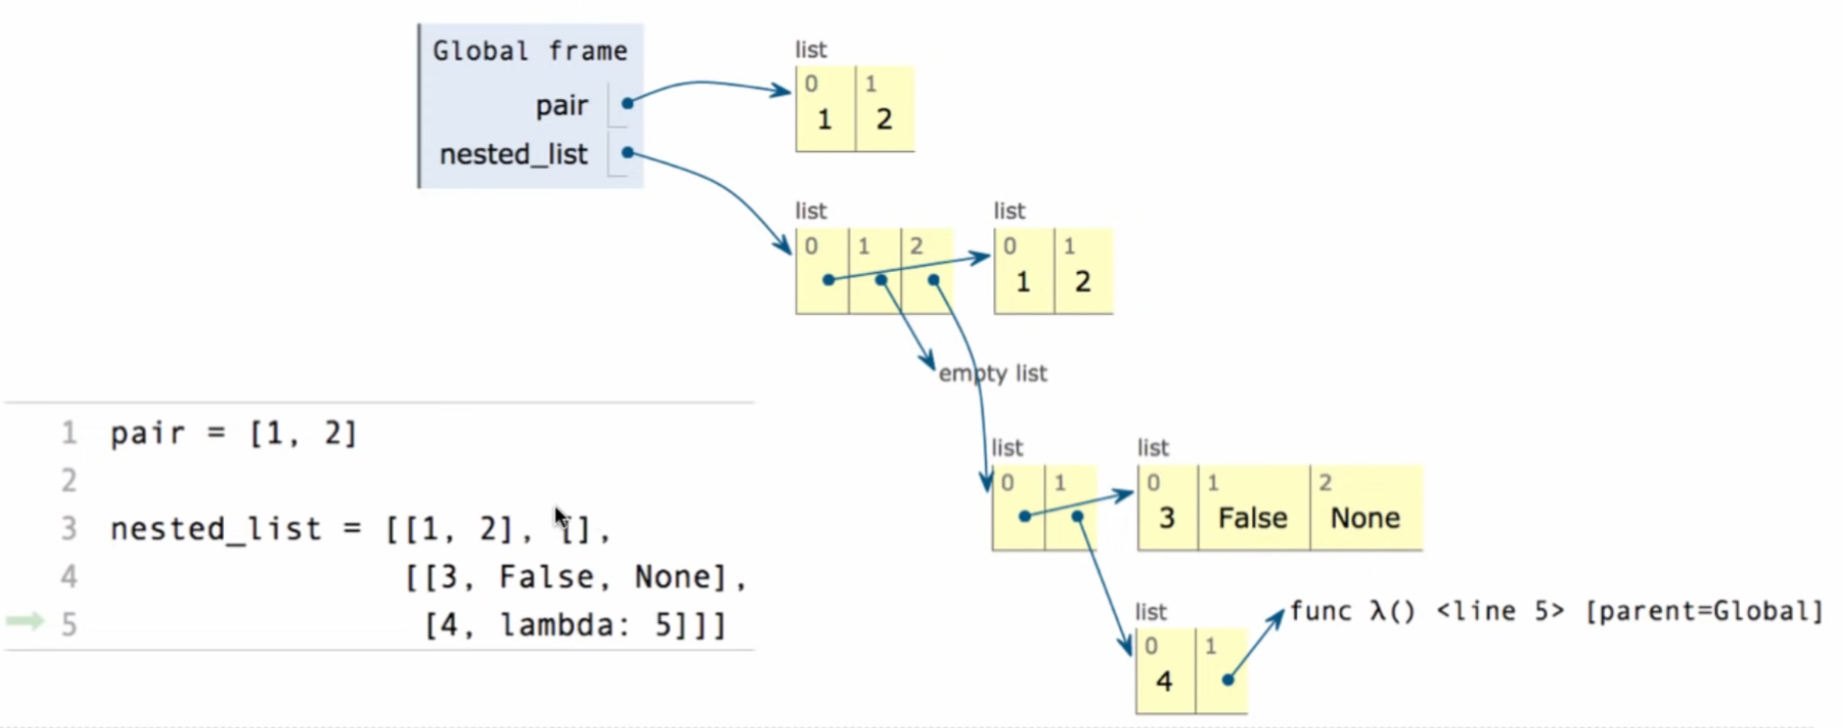 Global frame
pair
nested_list
list
0 1
1 2
list
0 1 2
list
0 1
1 2
empty list
list
0 1
list
0 1 2
3 False None
list
0 1
4
func λ() <line 5> [parent=Global]
1 pair = [1, 2]
2
3 nested_list = [[1, 2], [],
4 [[3, False, None],
5 [4, lambda: 5]]]